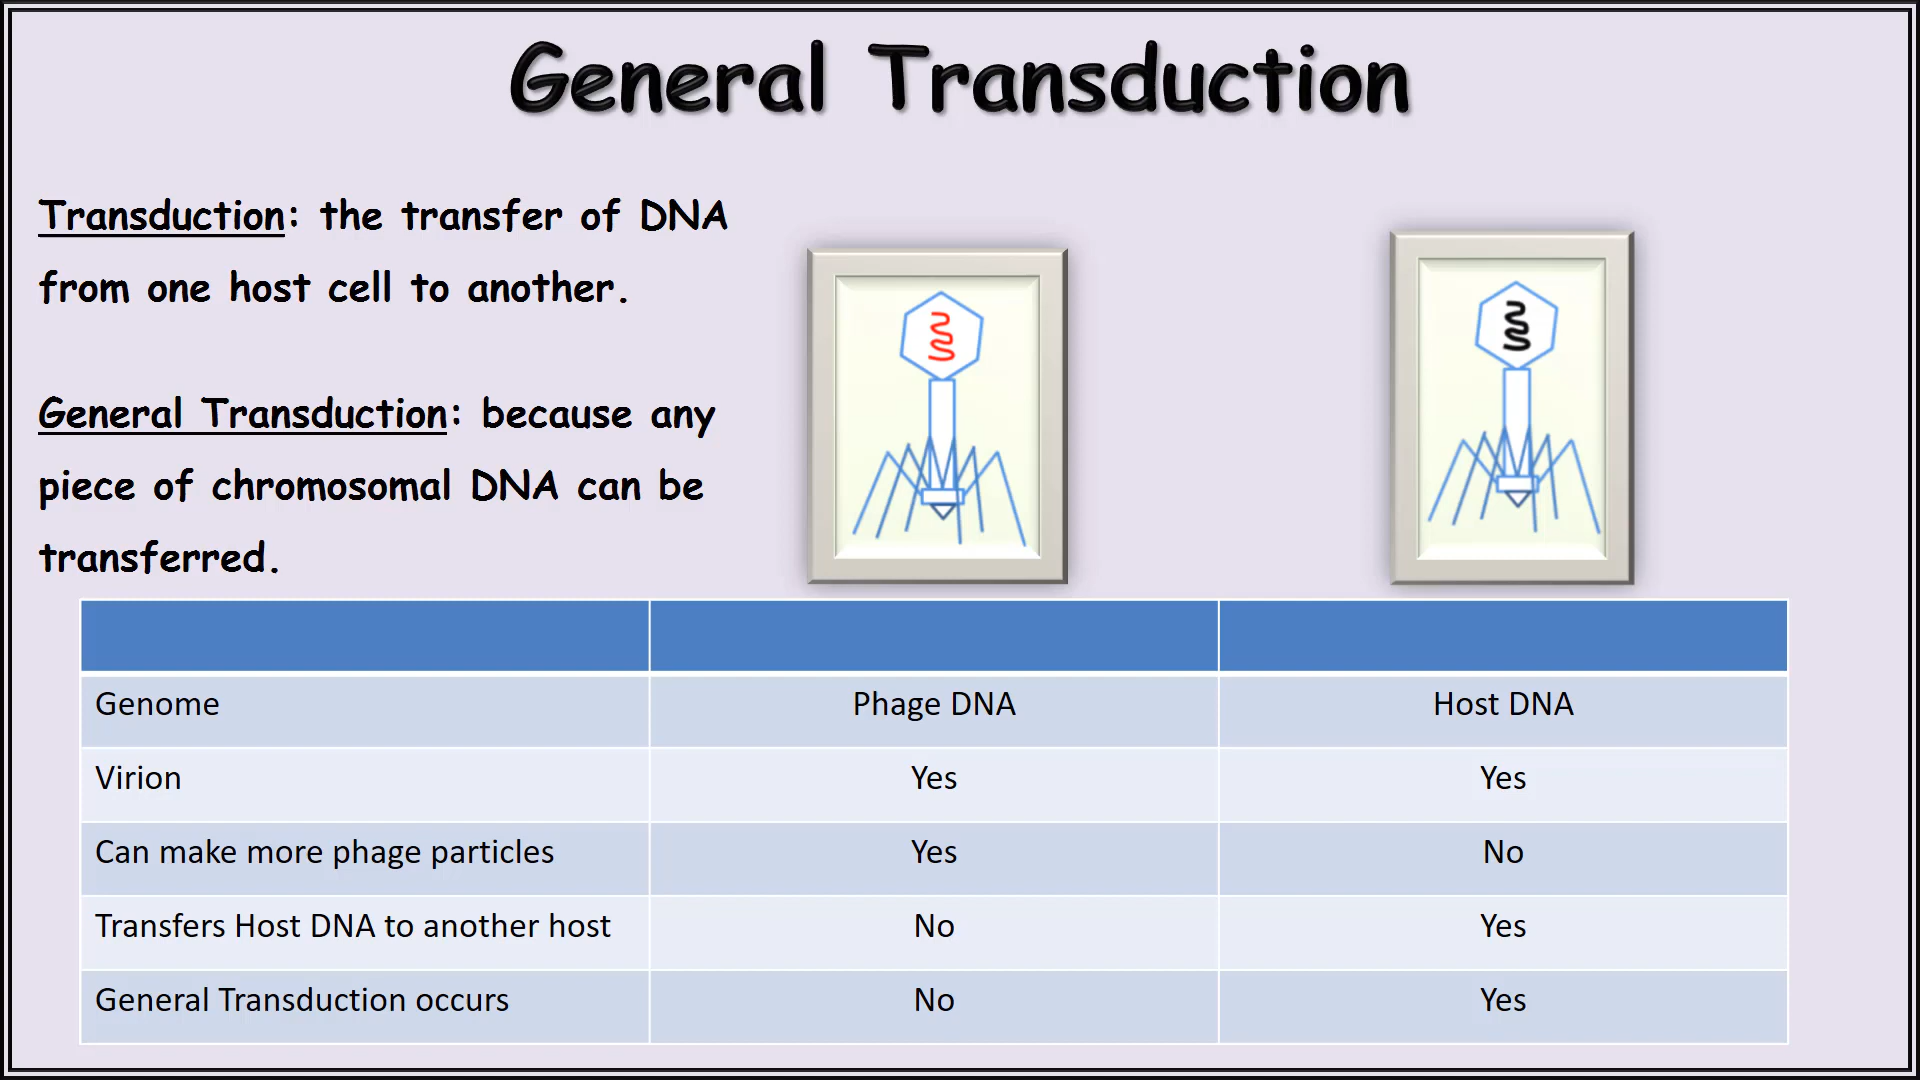 General Transduction
Transduction: the transfer of DNA
from one host cell to another.
General Transduction: because any
piece of chromosomal DNA can be
transferred.
Genome Phage DNA Host DNA
Virion Yes Yes
Can make more phage particles Yes No
Transfers Host DNA to another host No Yes
General Transduction occurs No Yes